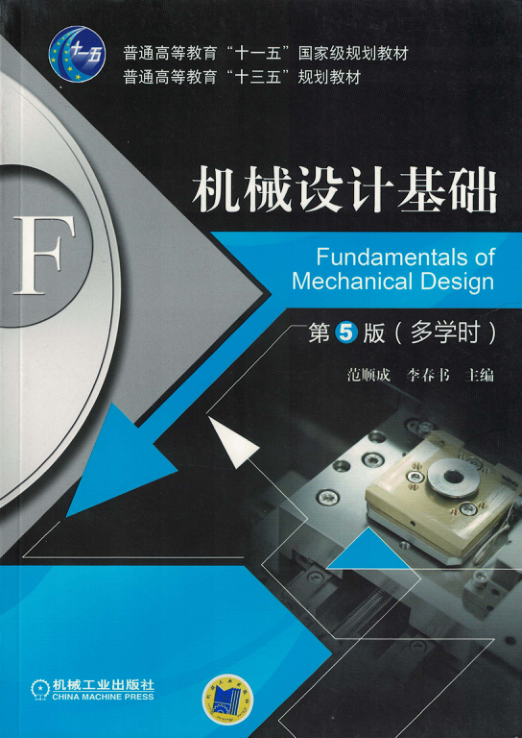 十一五
普通高等教育“十一五”国家级规划教材
普通高等教育“十三五”规划教材
机械设计基础
F
Fundamentals of
Mechanical Design
第5版（多学时）
范顺成 李春书 主编
机械工业出版社
CHINA MACHINE PRESS